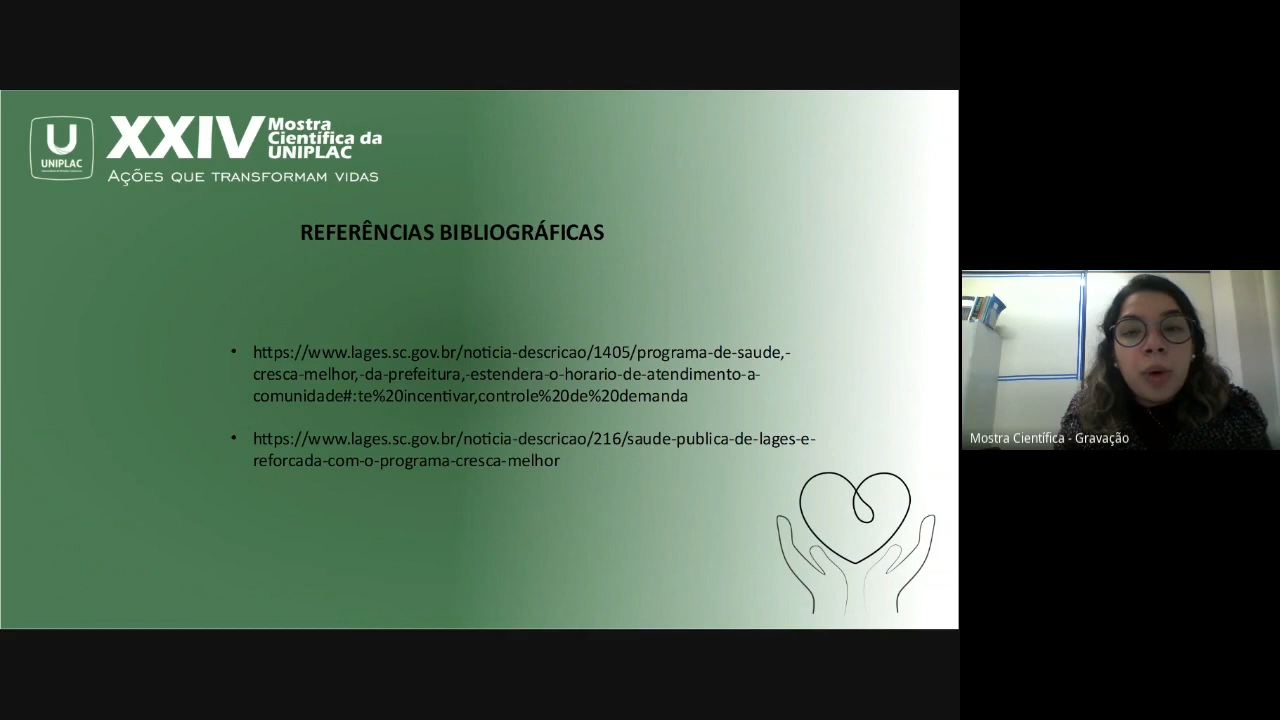 U
UNIPLAC
XXIV
Mostra
Científica da
UNIPLAC
AÇÕES QUE TRANSFORMAM VIDAS
REFERÊNCIAS BIBLIOGRÁFICAS
• https://www.lages.sc.gov.br/noticia-descricao/1405/programa-de-saude,-
cresca-melhor,-da-prefeitura,-estendera-o-horario-de-atendimento-a-
comunidade#:te%20incentivar,controle%20de%20demanda
• https://www.lages.sc.gov.br/noticia-descricao/216/saude-publica-de-lages-e-
reforcada-com-o-programa-cresca-melhor
Mostra Científica - Gravação